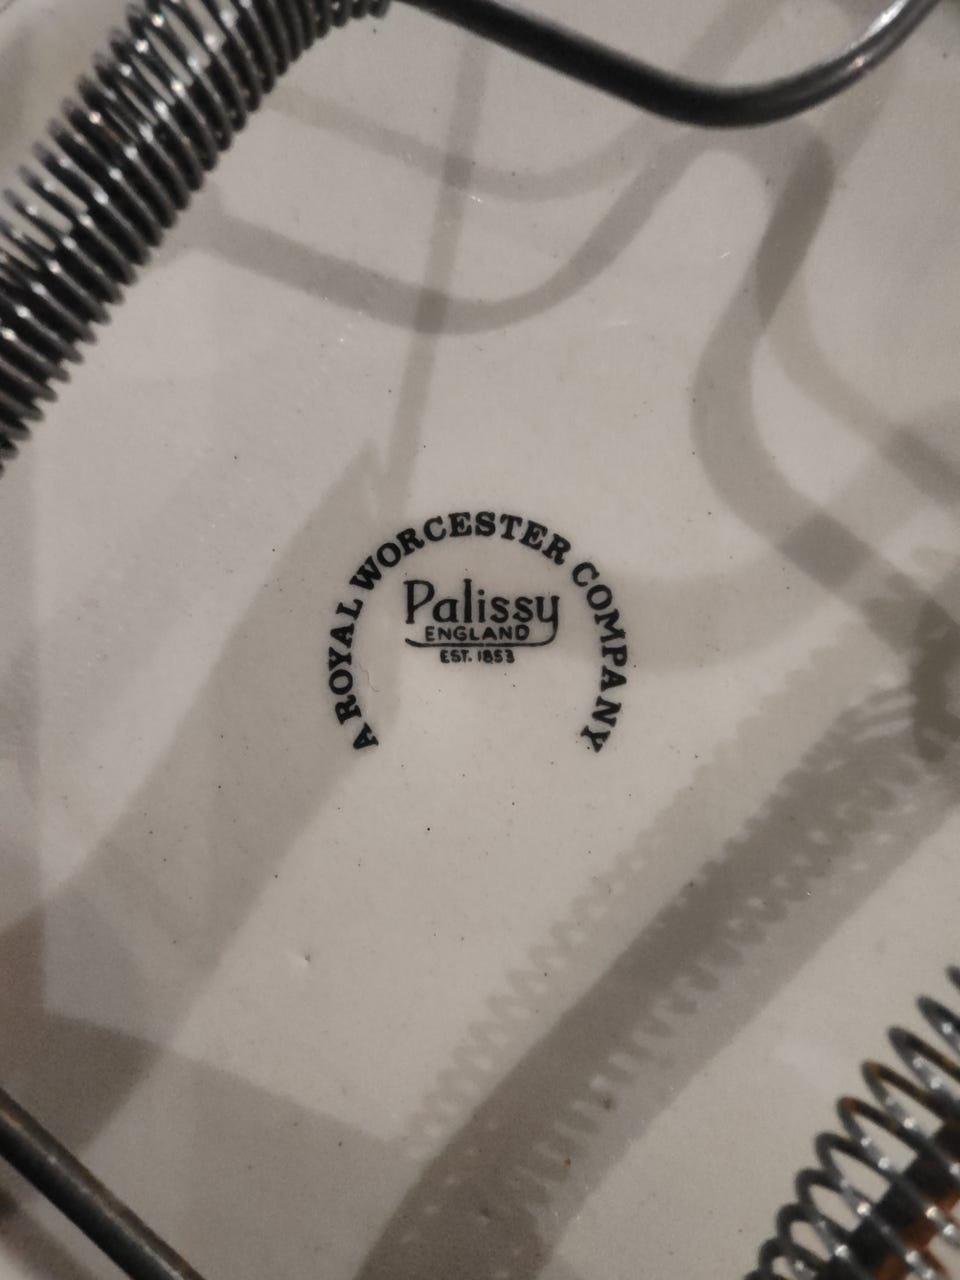 A ROYAL WORCESTER COMPANY
Palissy
ENGLAND
EST. 1853